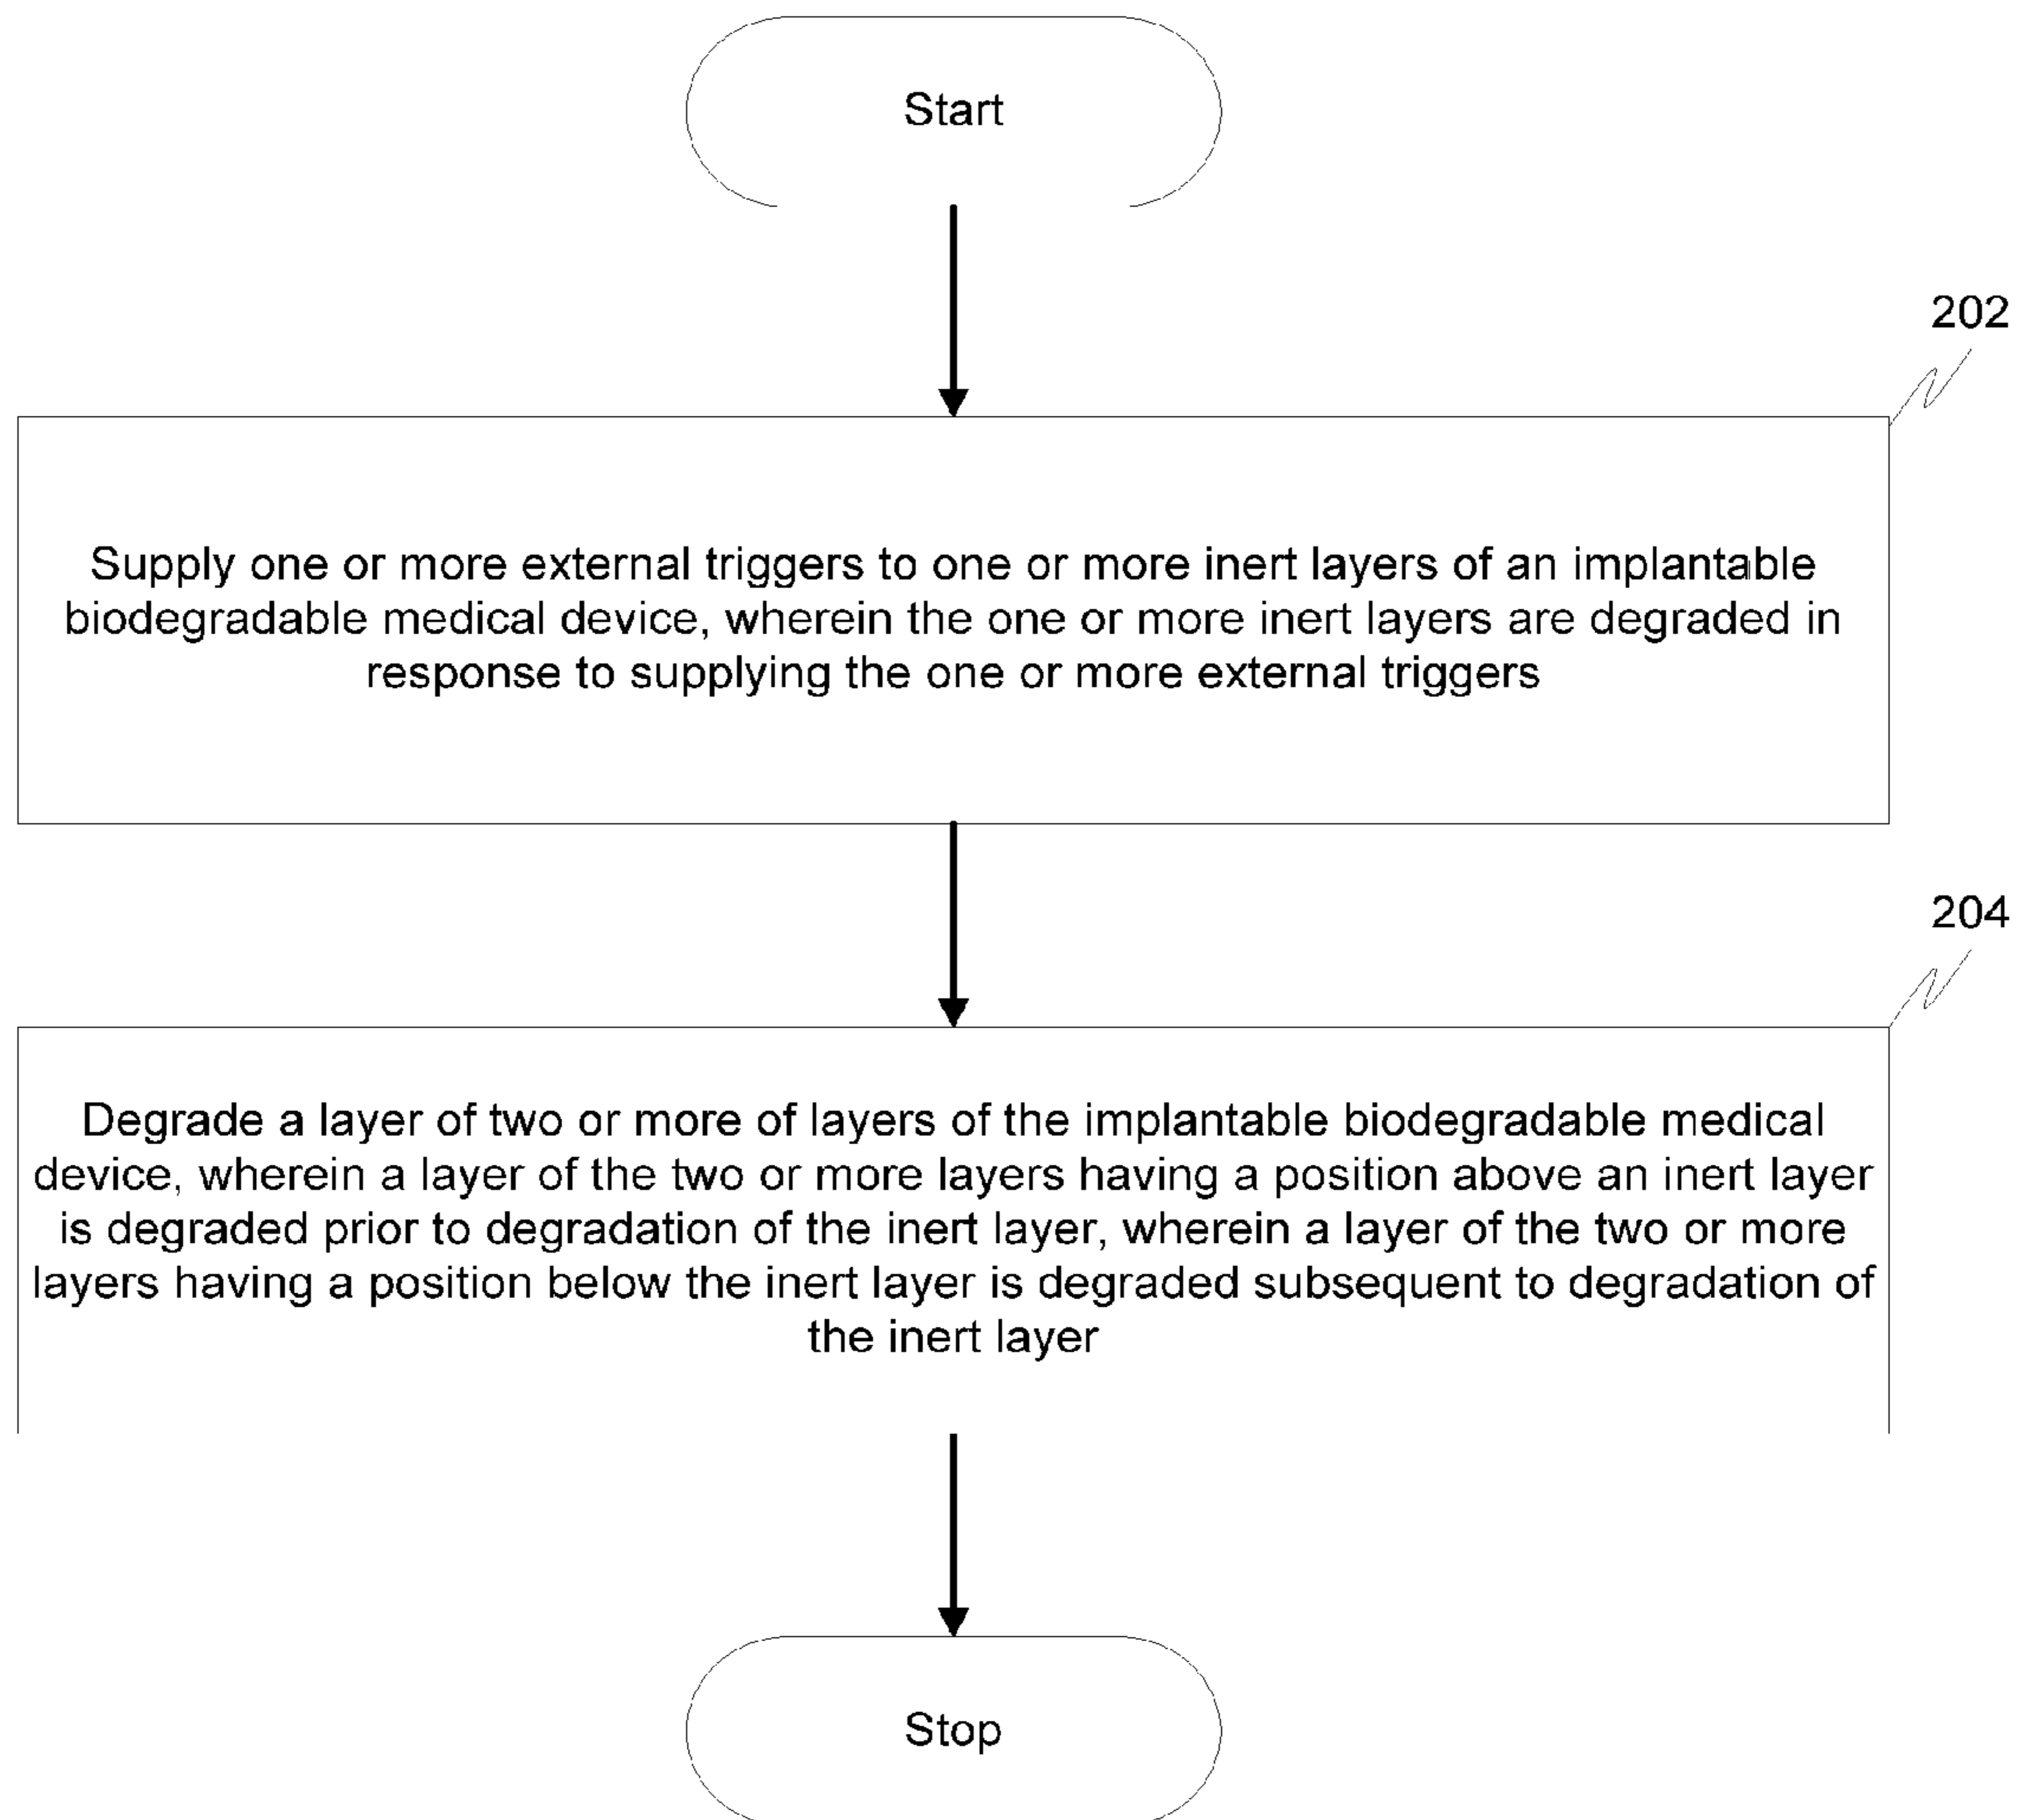 Start
202
Supply one or more external triggers to one or more inert layers of an implantable
biodegradable medical device, wherein the one or more inert layers are degraded in
response to supplying the one or more external triggers
204
Degrade a layer of two or more of layers of the implantable biodegradable medical
device, wherein a layer of the two or more layers having a position above an inert layer
is degraded prior to degradation of the inert layer, wherein a layer of the two or more
layers having a position below the inert layer is degraded subsequent to degradation of
the inert layer
Stop